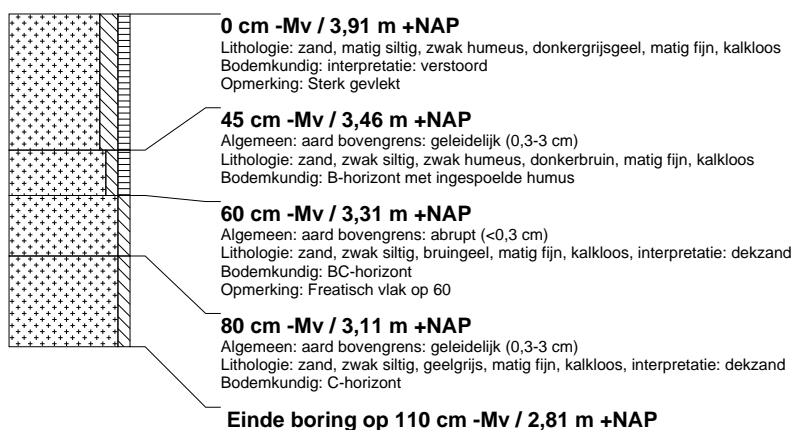 0 cm -Mv / 3,91 m +NAP
Lithologie: zand, matig siltig, zwak humeus, donkergrijsgeel, matig fijn, kalkloos
Bodemkundig: interpretatie: verstoord
Opmerking: Sterk gevlekt
45 cm -Mv / 3,46 m +NAP
Algemeen: aard bovengrens: geleidelijk (0,3-3 cm)
Lithologie: zand, zwak siltig, zwak humeus, donkerbruin, matig fijn, kalkloos
Bodemkundig: B-horizont met ingespoelde humus
60 cm -Mv / 3,31 m +NAP
Algemeen: aard bovengrens: abrupt (<0,3 cm)
Lithologie: zand, zwak siltig, bruingeel, matig fijn, kalkloos, interpretatie: dekzand
Bodemkundig: BC-horizont
Opmerking: Freatisch vlak op 60
80 cm -Mv / 3,11 m +NAP
Algemeen: aard bovengrens: geleidelijk (0,3-3 cm)
Lithologie: zand, zwak siltig, geelgrijs, matig fijn, kalkloos, interpretatie: dekzand
Bodemkundig: C-horizont
Einde boring op 110 cm -Mv / 2,81 m +NAP